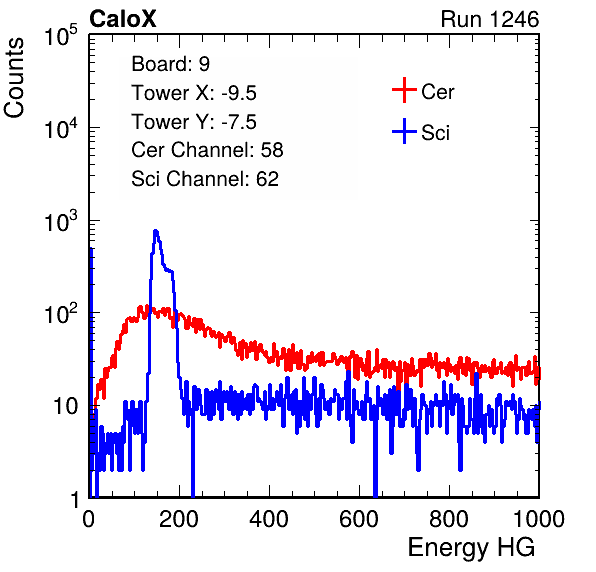 CaloX Run 1246
Counts
10^5
10^4
10^3
10^2
10
1
Board: 9
Tower X: -9.5
Tower Y: -7.5
Cer Channel: 58
Sci Channel: 62
Cer
Sci
0 200 400 600 800 1000
Energy HG